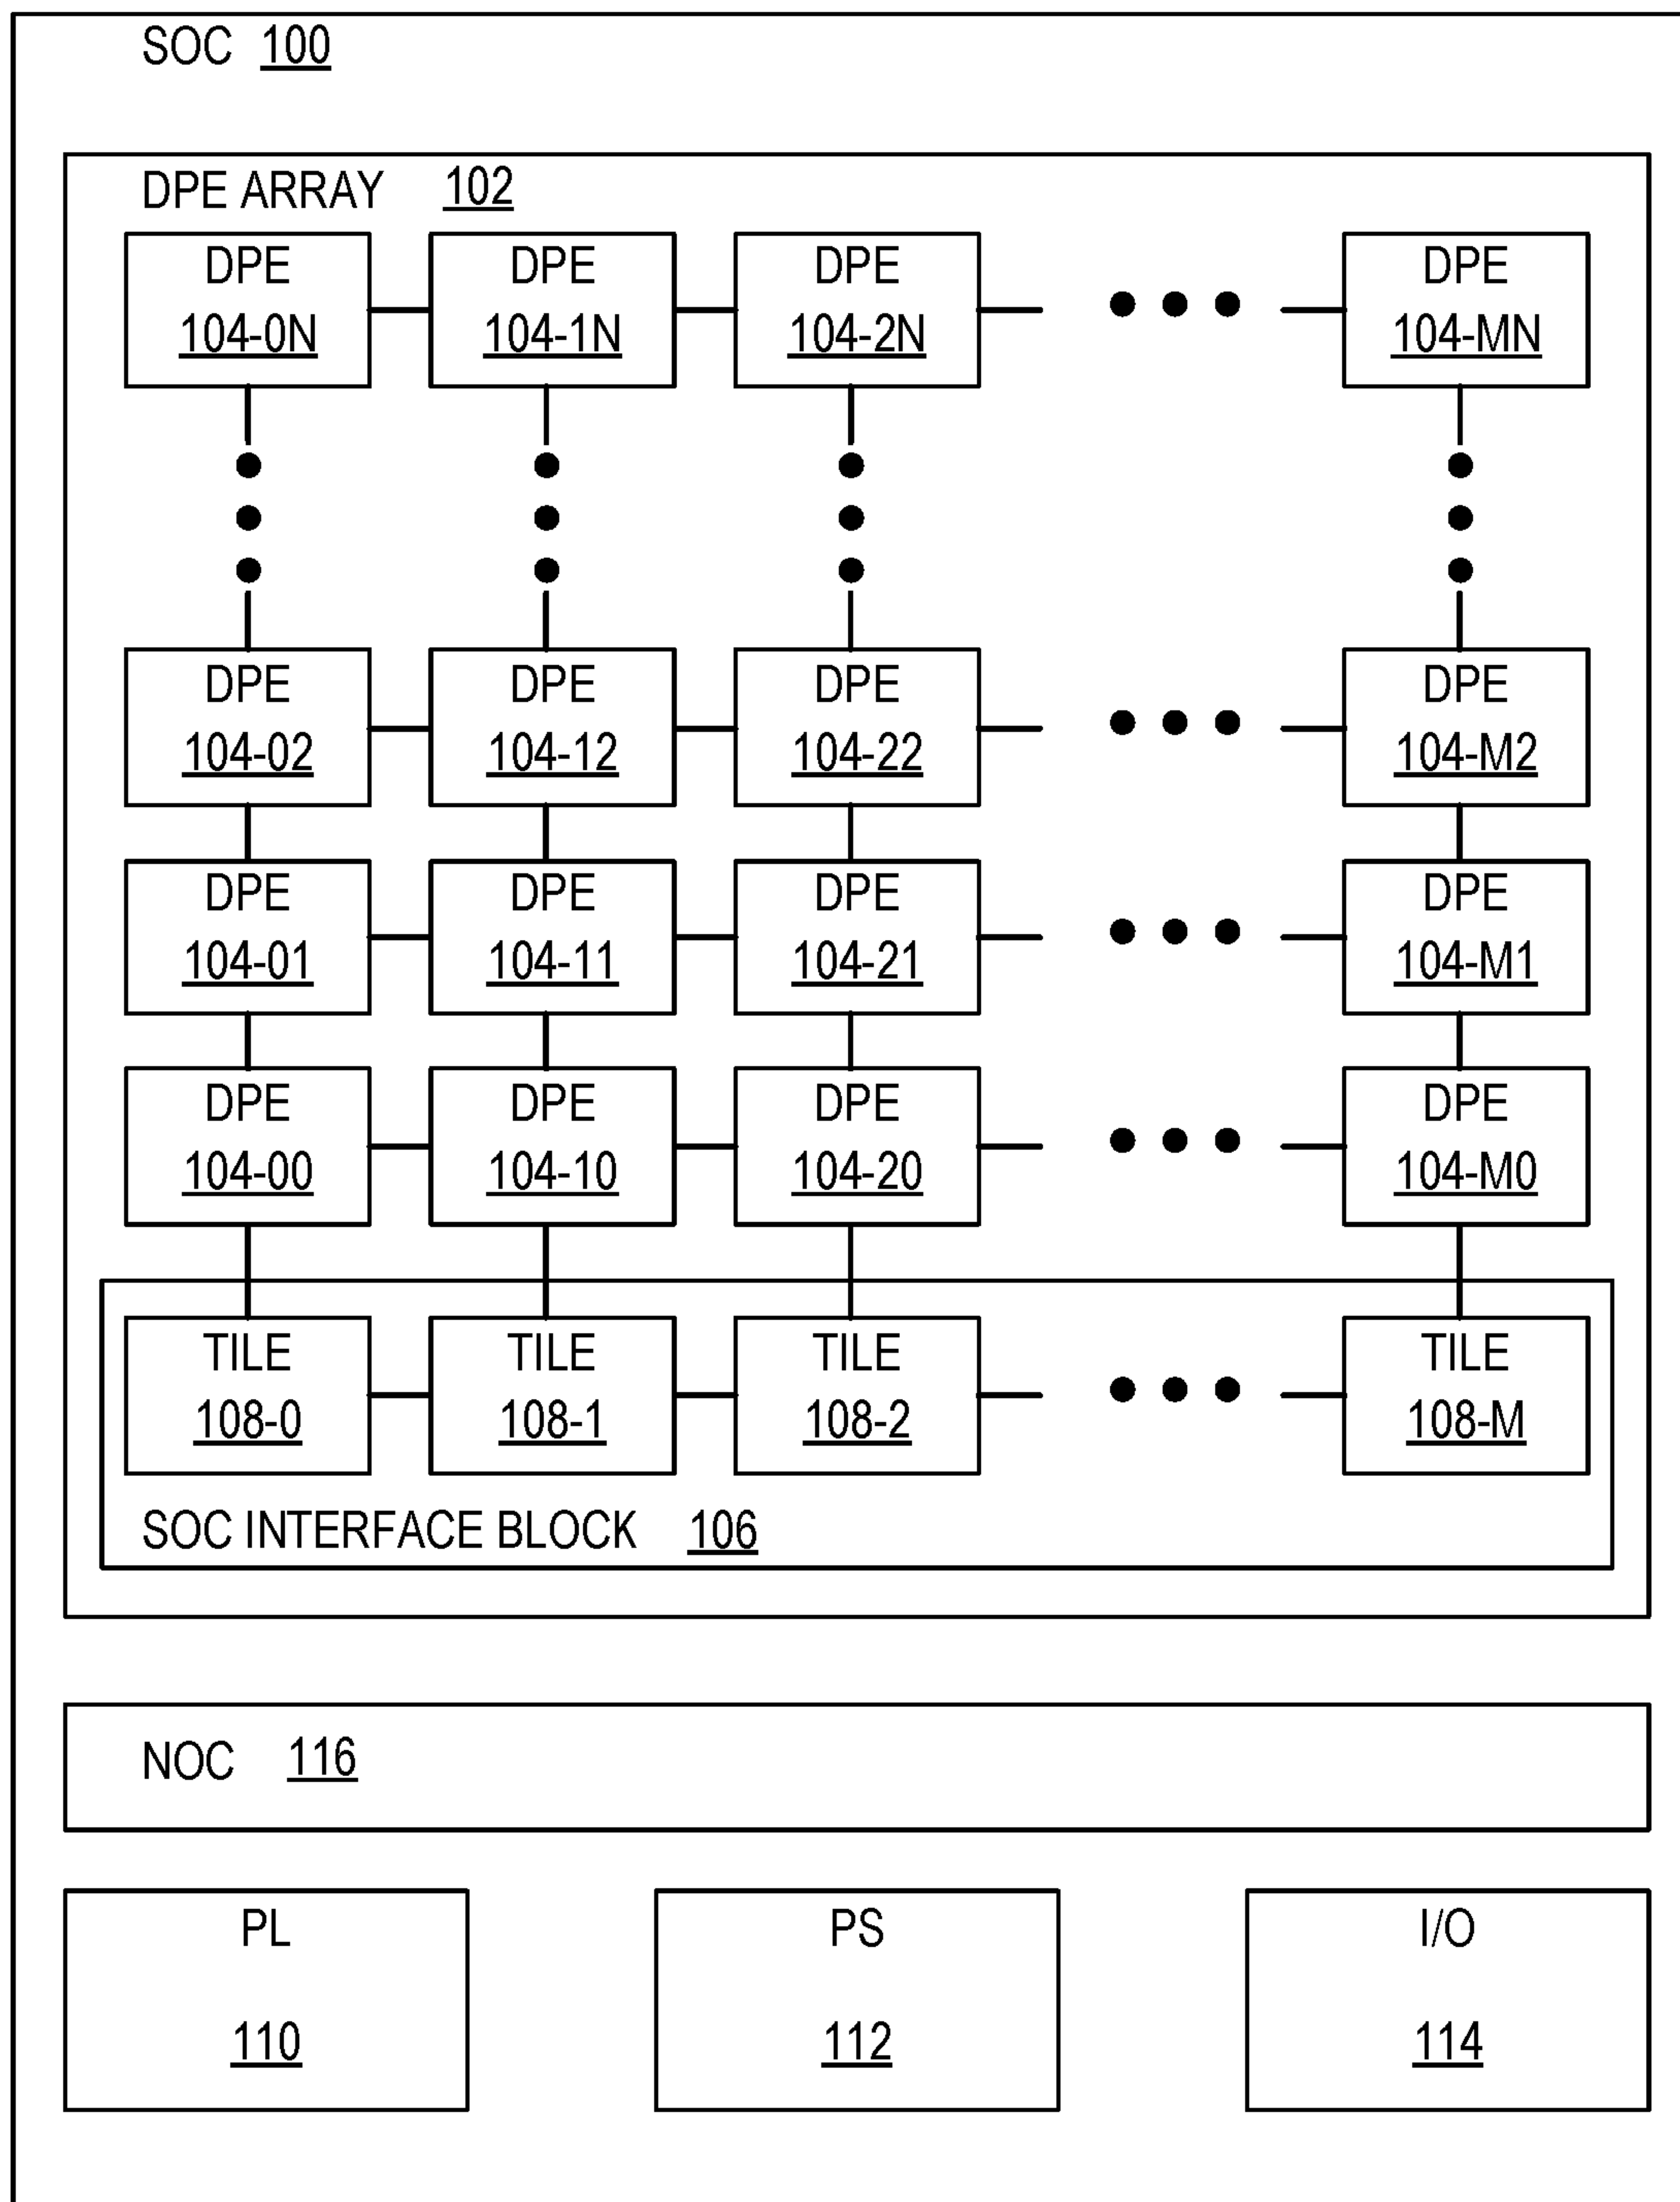 SOC 100
DPE ARRAY 102
DPE DPE DPE DPE
104-0N 104-1N 104-2N 104-MN
DPE DPE DPE DPE
104-02 104-12 104-22 104-M2
DPE DPE DPE DPE
104-01 104-11 104-21 104-M1
DPE DPE DPE DPE
104-00 104-10 104-20 104-M0
TILE TILE TILE TILE
108-0 108-1 108-2 108-M
SOC INTERFACE BLOCK 106
NOC 116
PL PS I/O
110 112 114